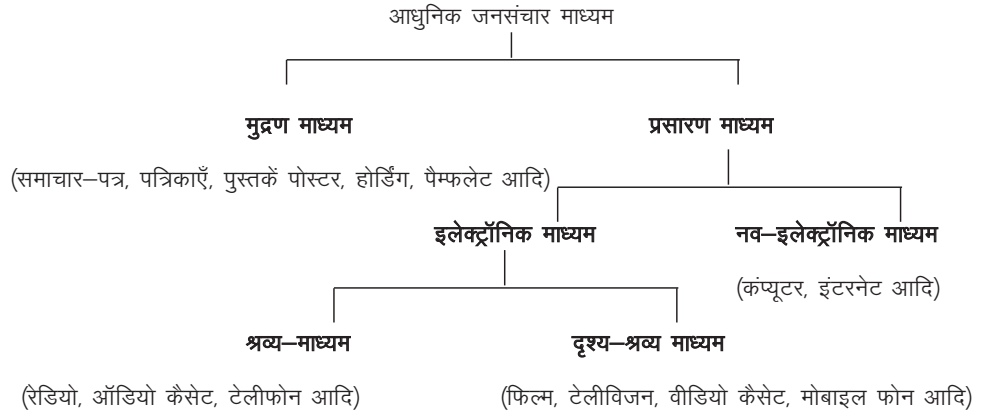 आधुनिक जनसंचार माध्यम
मुद्रण माध्यम
प्रसारण माध्यम
(समाचार–पत्र, पत्रिकाएँ, पुस्तकें पोस्टर, होर्डिंग, पैम्फलेट आदि)
इलेक्ट्रॉनिक माध्यम
नव–इलेक्ट्रॉनिक माध्यम
(कंप्यूटर, इंटरनेट आदि)
श्रव्य–माध्यम
दृश्य–श्रव्य माध्यम
(रेडियो, ऑडियो कैसेट, टेलीफोन आदि)
(फिल्म, टेलीविजन, वीडियो कैसेट, मोबाइल फोन आदि)